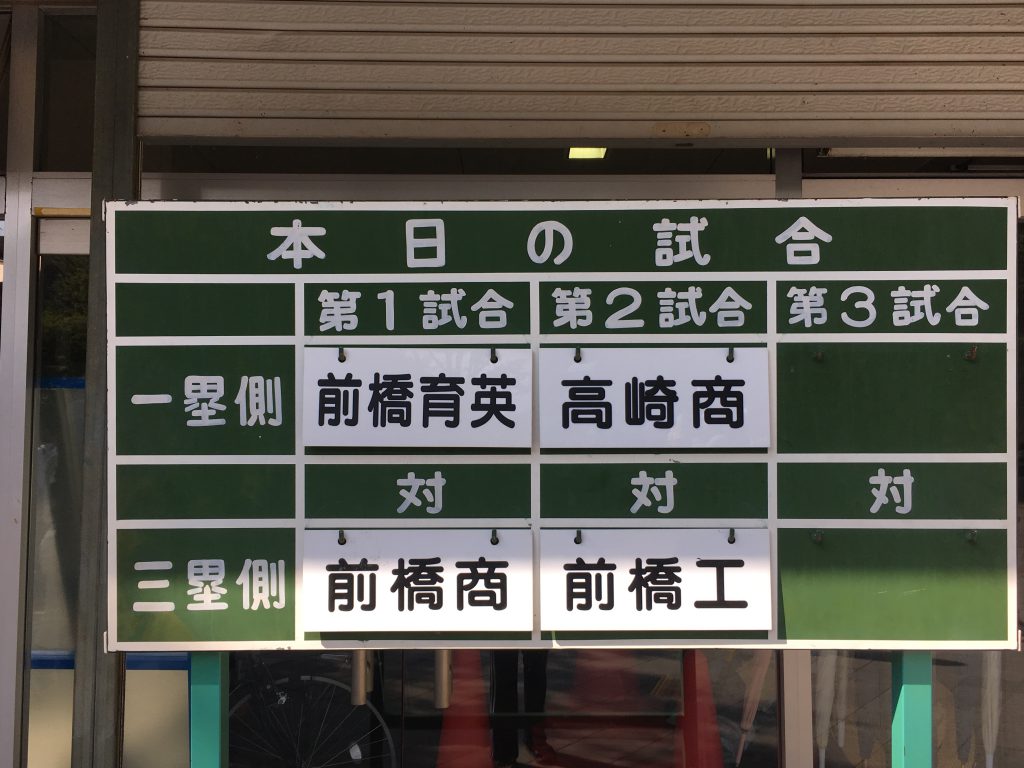 本日の試合
第1試合 第2試合 第3試合
一塁側 前橋育英 高崎商
対 対 対
三塁側 前橋商 前橋工